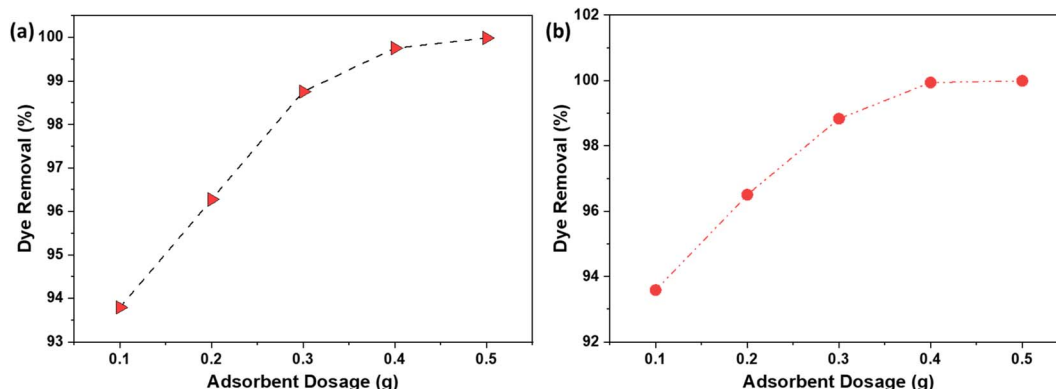 (a)
Dye Removal (%)
100
99
98
97
96
95
94
93
0.1 0.2 0.3 0.4 0.5
Adsorbent Dosage (g)
(b)
Dye Removal (%)
102
100
98
96
94
92
0.1 0.2 0.3 0.4 0.5
Adsorbent Dosage (g)